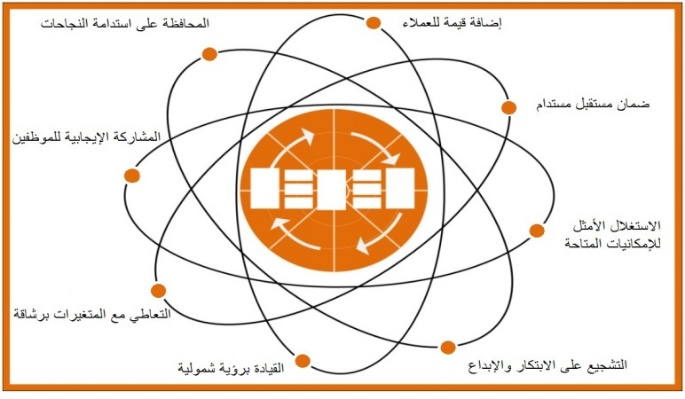 إضافة قيمة للعملاء
المحافظة على استدامة النجاحات
ضمان مستقبل مستدام
المشاركة الإيجابية للموظفين
الاستغلال الأمثل
للإمكانيات المتاحة
التعاطي مع المتغيرات برشاقة
التشجيع على الابتكار والإبداع
القيادة برؤية شمولية